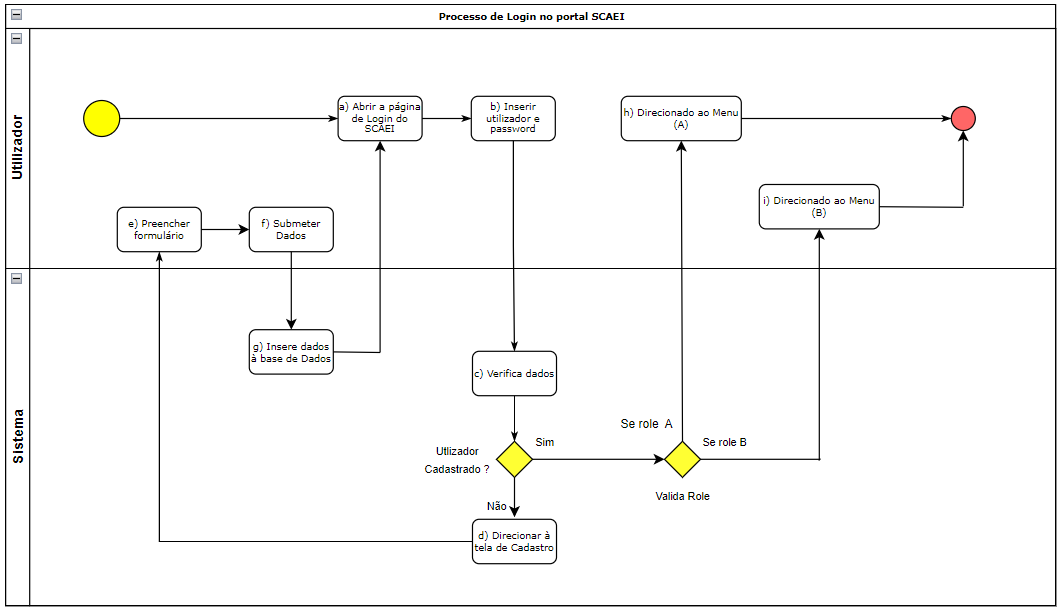 Processo de Login no portal SCAEI
Utilizador
a) Abrir a página
de Login do
SCAEI
b) Inserir
utilizador e
password
h) Direcionado ao Menu
(A)
i) Direcionado ao Menu
(B)
e) Preencher
formulário
f) Submeter
Dados
Sistema
g) Insere dados
à base de Dados
c) Verifica dados
Utlizador
Cadastrado ?
Sim
Não
Se role A
Se role B
Valida Role
d) Direcionar à
tela de Cadastro